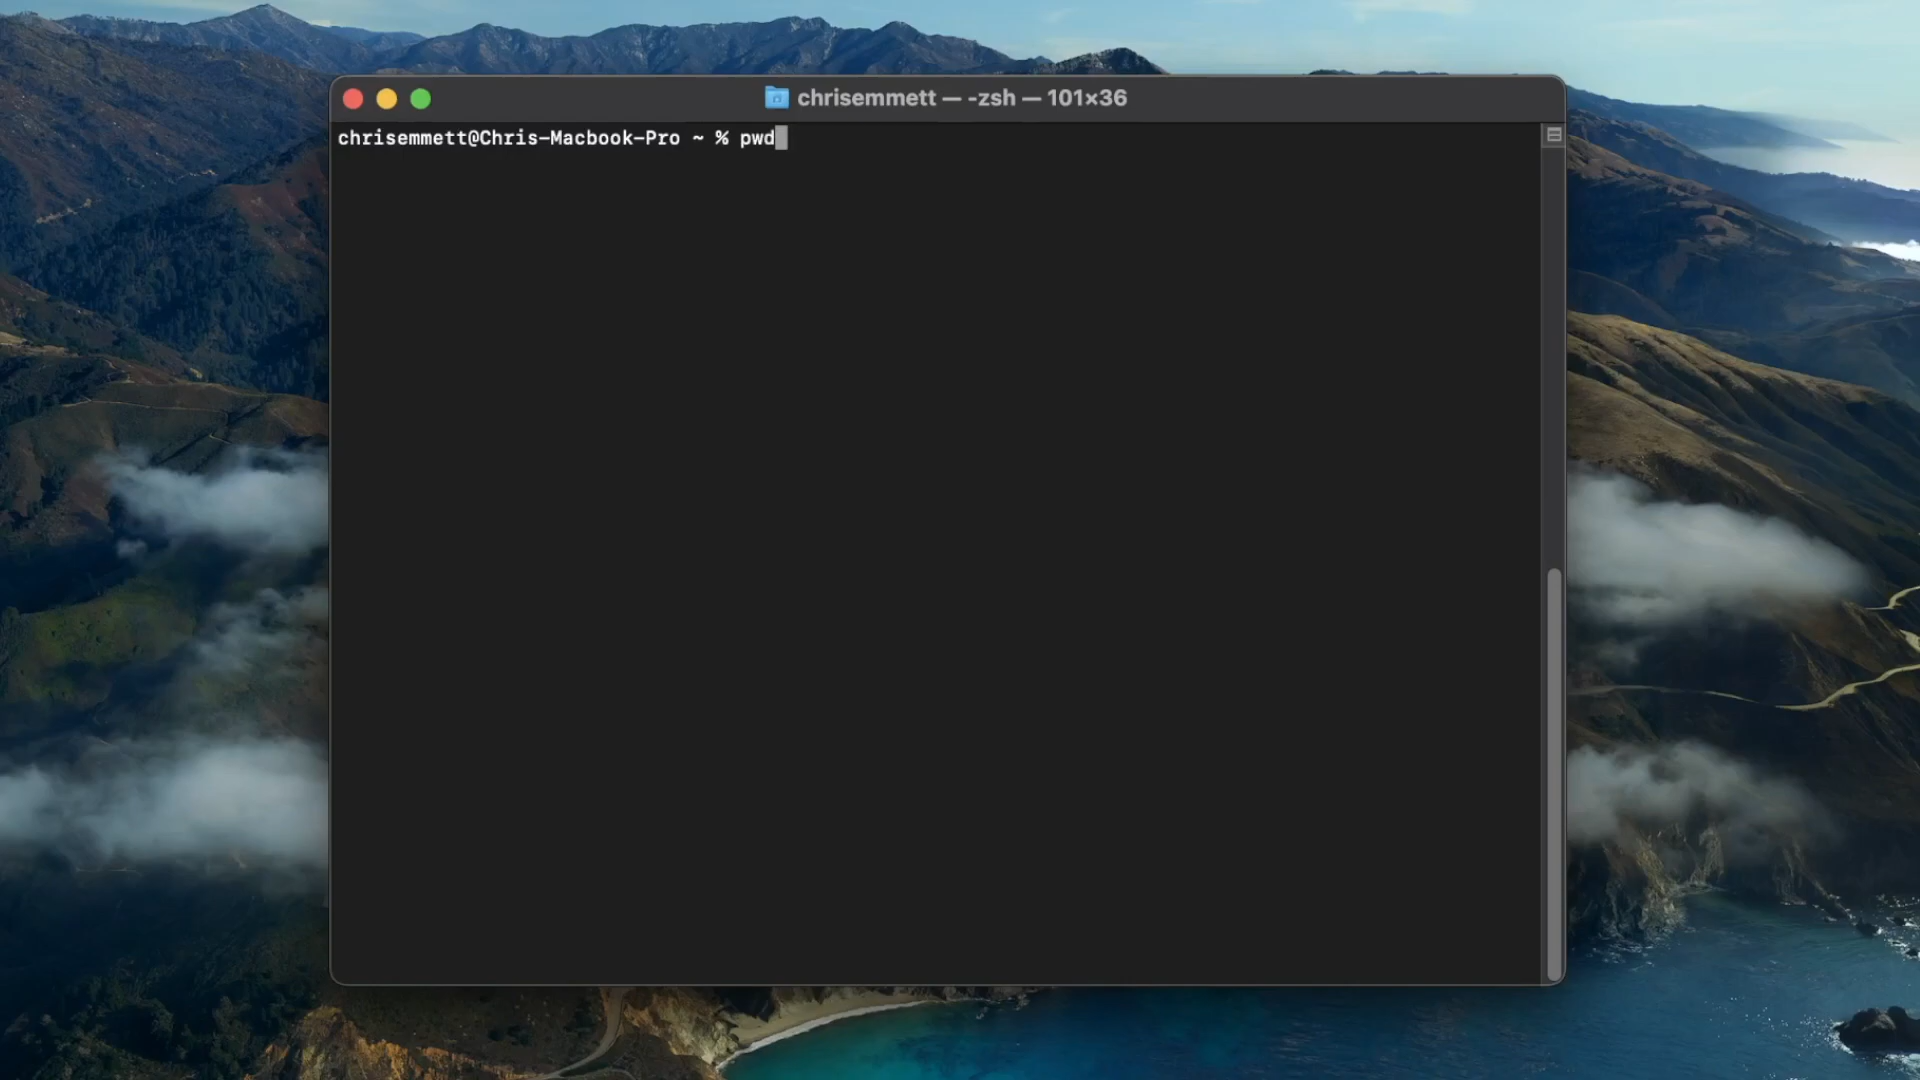 chrisemmett — -zsh — 101×36
chrisemmett@Chris-Macbook-Pro ~ % pwd